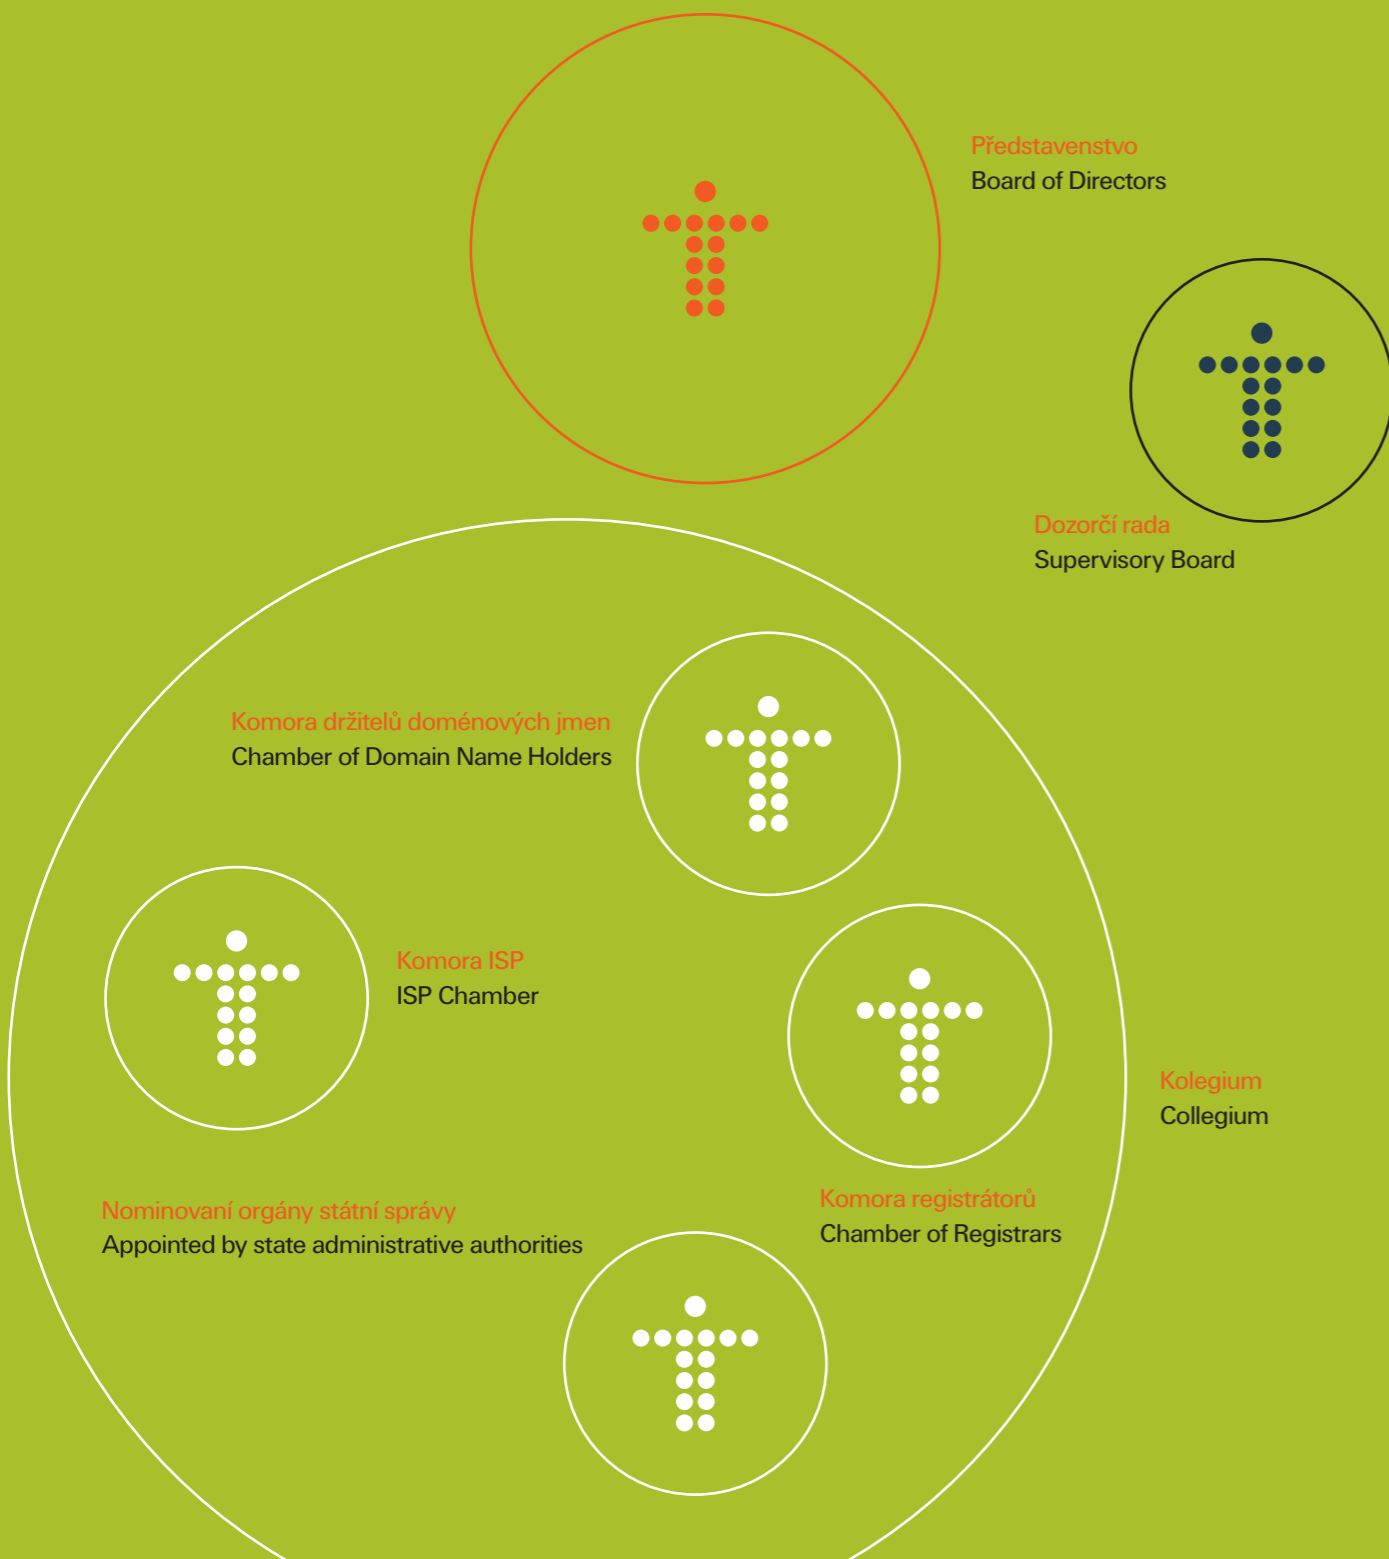 Představenstvo
Board of Directors
Dozorčí rada
Supervisory Board
Komora držitelů doménových jmen
Chamber of Domain Name Holders
Komora ISP
ISP Chamber
Kolegium
Collegium
Nominovaní orgány státní správy
Appointed by state administrative authorities
Komora registrátorů
Chamber of Registrars